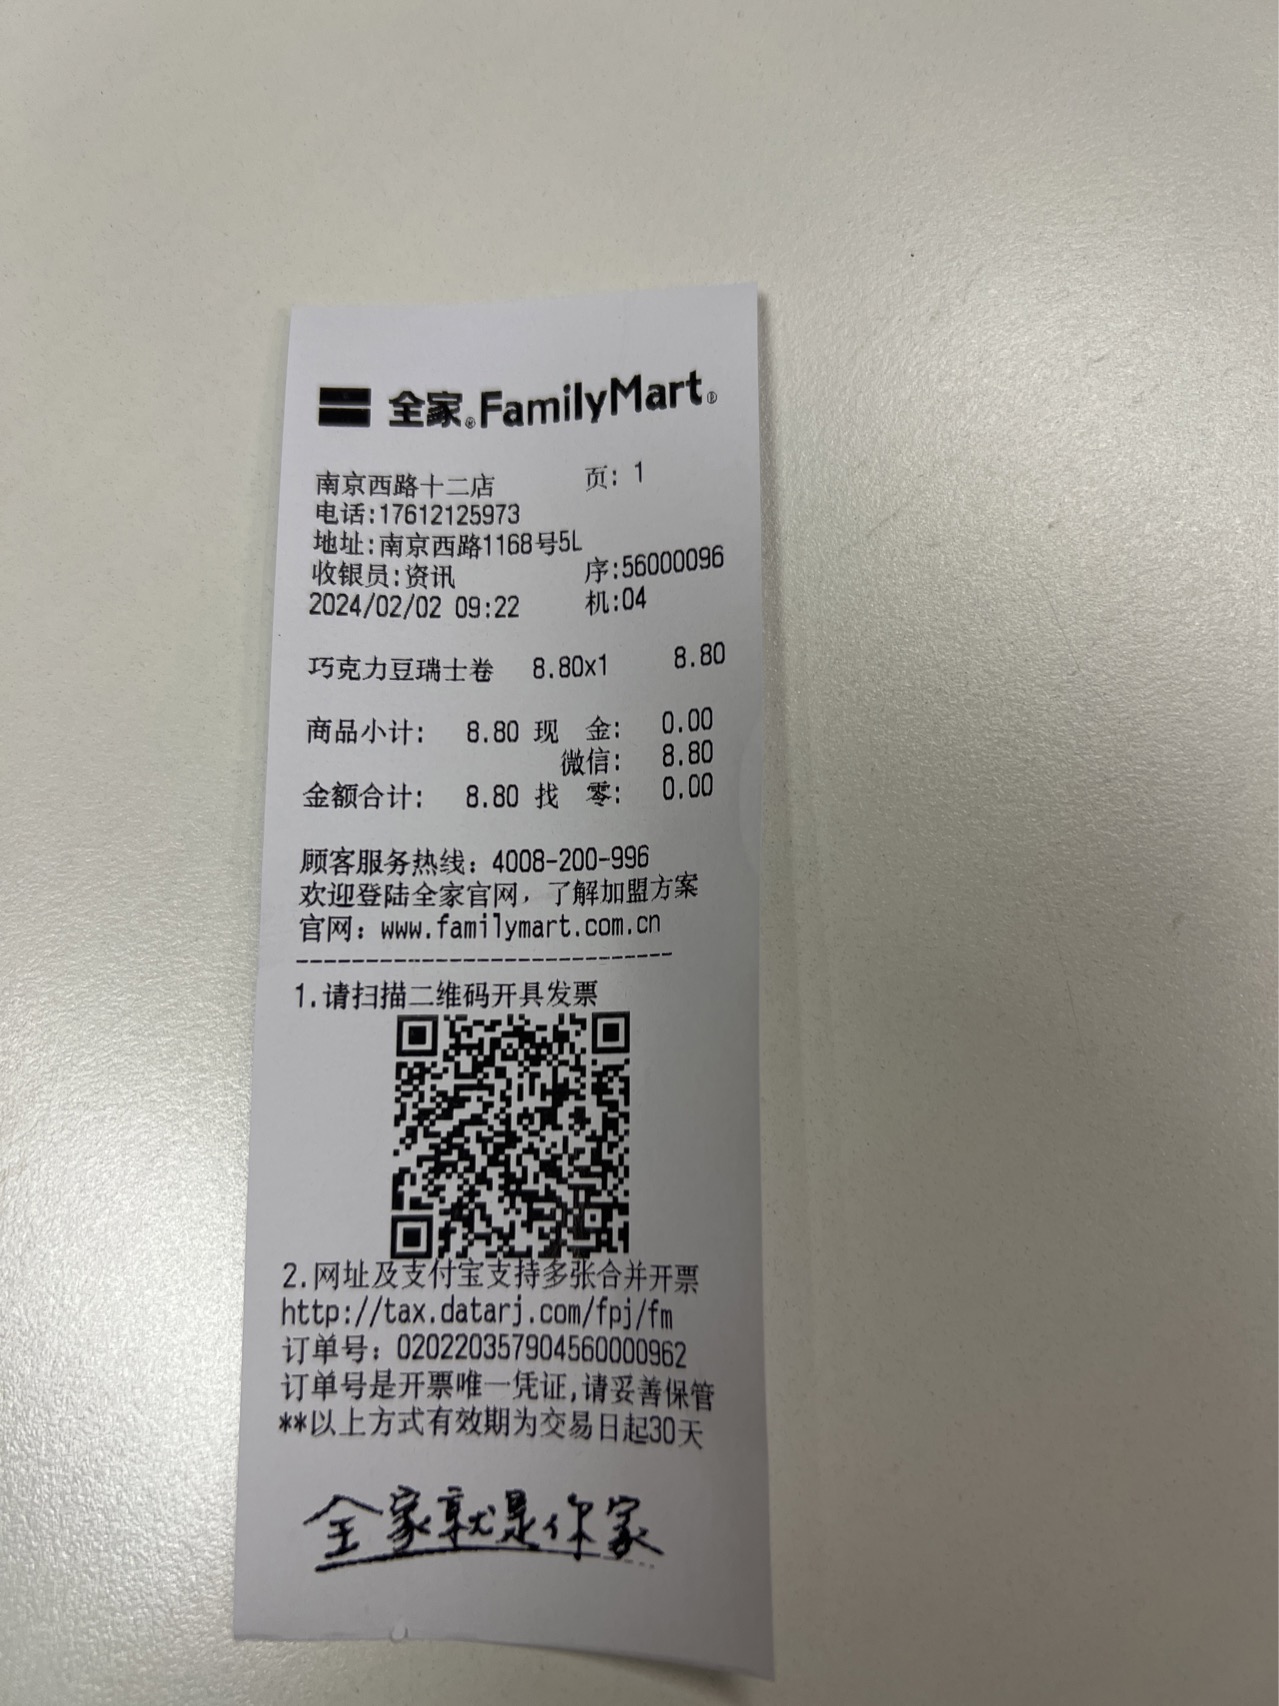 全家®FamilyMart®
南京西路十二店 页: 1
电话:17612125973
地址:南京西路1168号5L
收银员:资讯 序:56000096
2024/02/02 09:22 机:04
巧克力豆瑞士卷 8.80x1 8.80
商品小计: 8.80 现 金: 0.00
微信: 8.80
金额合计: 8.80 找 零: 0.00
顾客服务热线: 4008-200-996
欢迎登陆全家官网, 了解加盟方案
官网: www.familymart.com.cn
---------------------------
1.请扫描二维码开具发票
2.网址及支付宝支持多张合并开票
http://tax.datarj.com/fpj/fm
订单号: 020220357904560000962
订单号是开票唯一凭证,请妥善保管
**以上方式有效期为交易日起30天
全家就是你家